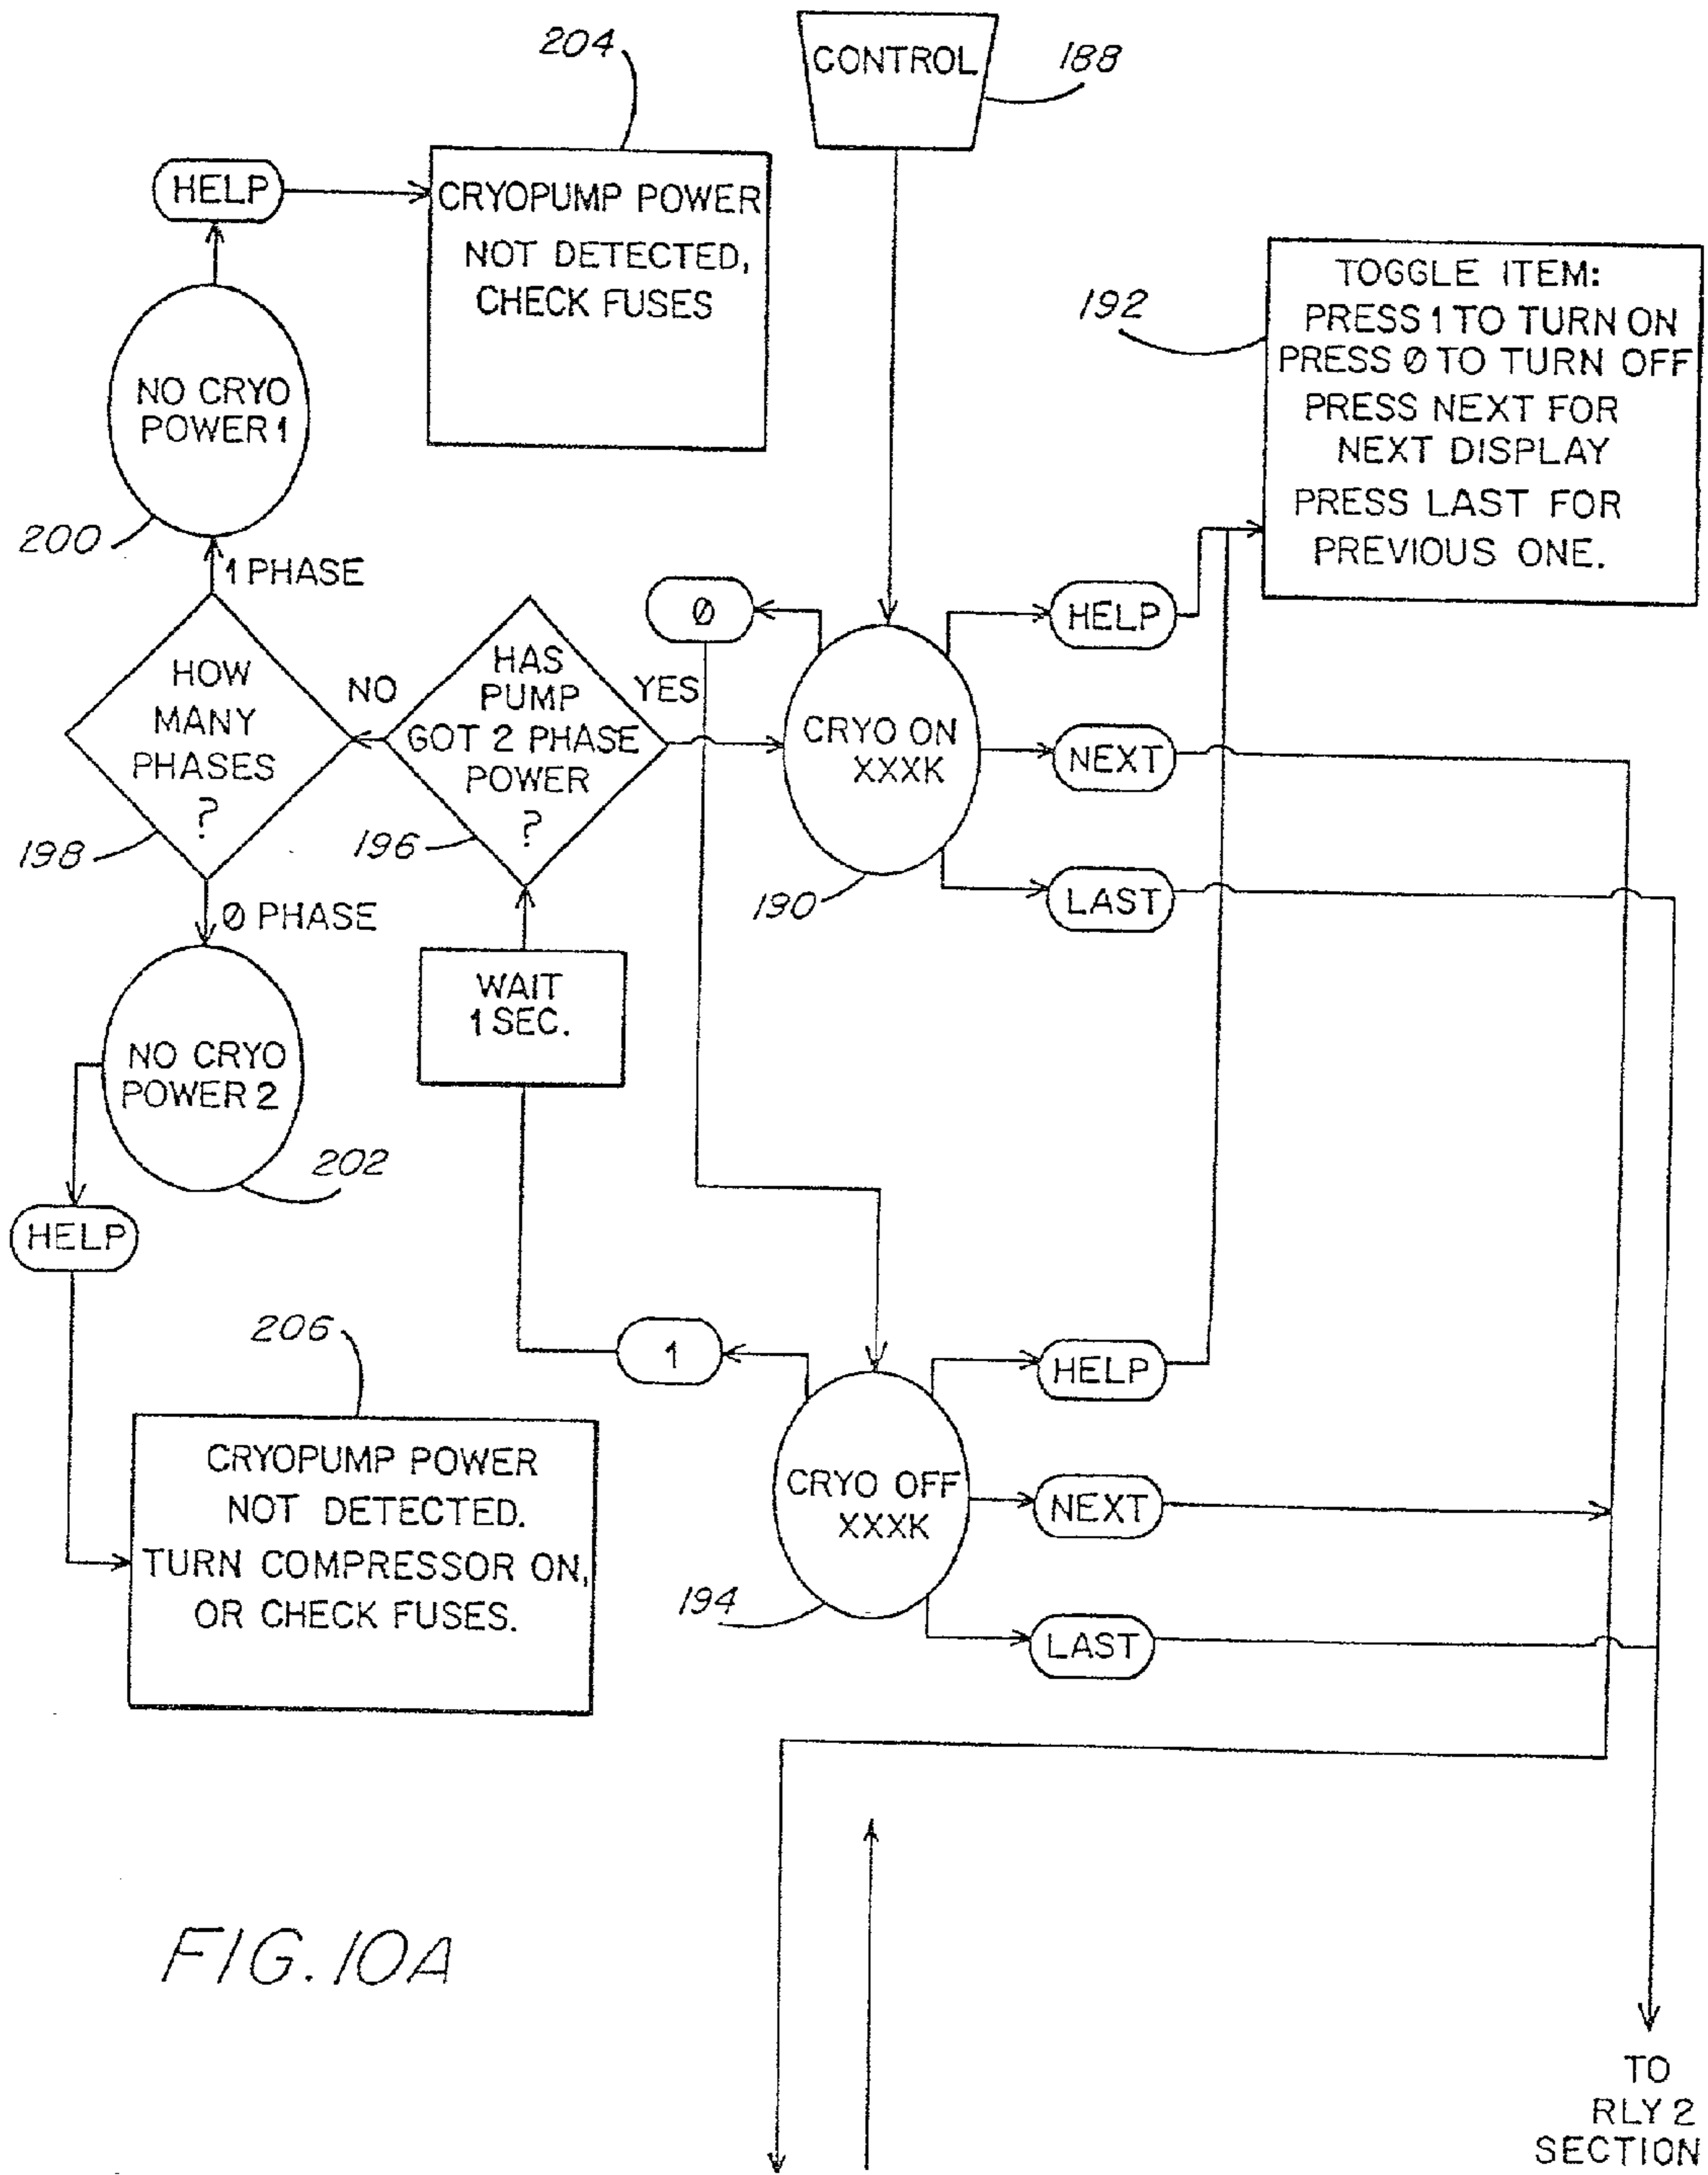 204
CONTROL
188
HELP
CRYOPUMP POWER
NOT DETECTED,
CHECK FUSES
192
TOGGLE ITEM:
PRESS 1 TO TURN ON
PRESS Ø TO TURN OFF
PRESS NEXT FOR
NEXT DISPLAY
PRESS LAST FOR
PREVIOUS ONE.
NO CRYO
POWER 1
200
1 PHASE
Ø
HELP
HOW
MANY
PHASES
?
198
NO
HAS
PUMP
GOT 2 PHASE
POWER
?
196
YES
CRYO ON
XXXK
190
NEXT
LAST
Ø PHASE
WAIT
1 SEC.
NO CRYO
POWER 2
202
HELP
206
1
HELP
CRYOPUMP POWER
NOT DETECTED.
TURN COMPRESSOR ON,
OR CHECK FUSES.
CRYO OFF
XXXK
194
NEXT
LAST
FIG. 10A
TO
RLY 2
SECTION